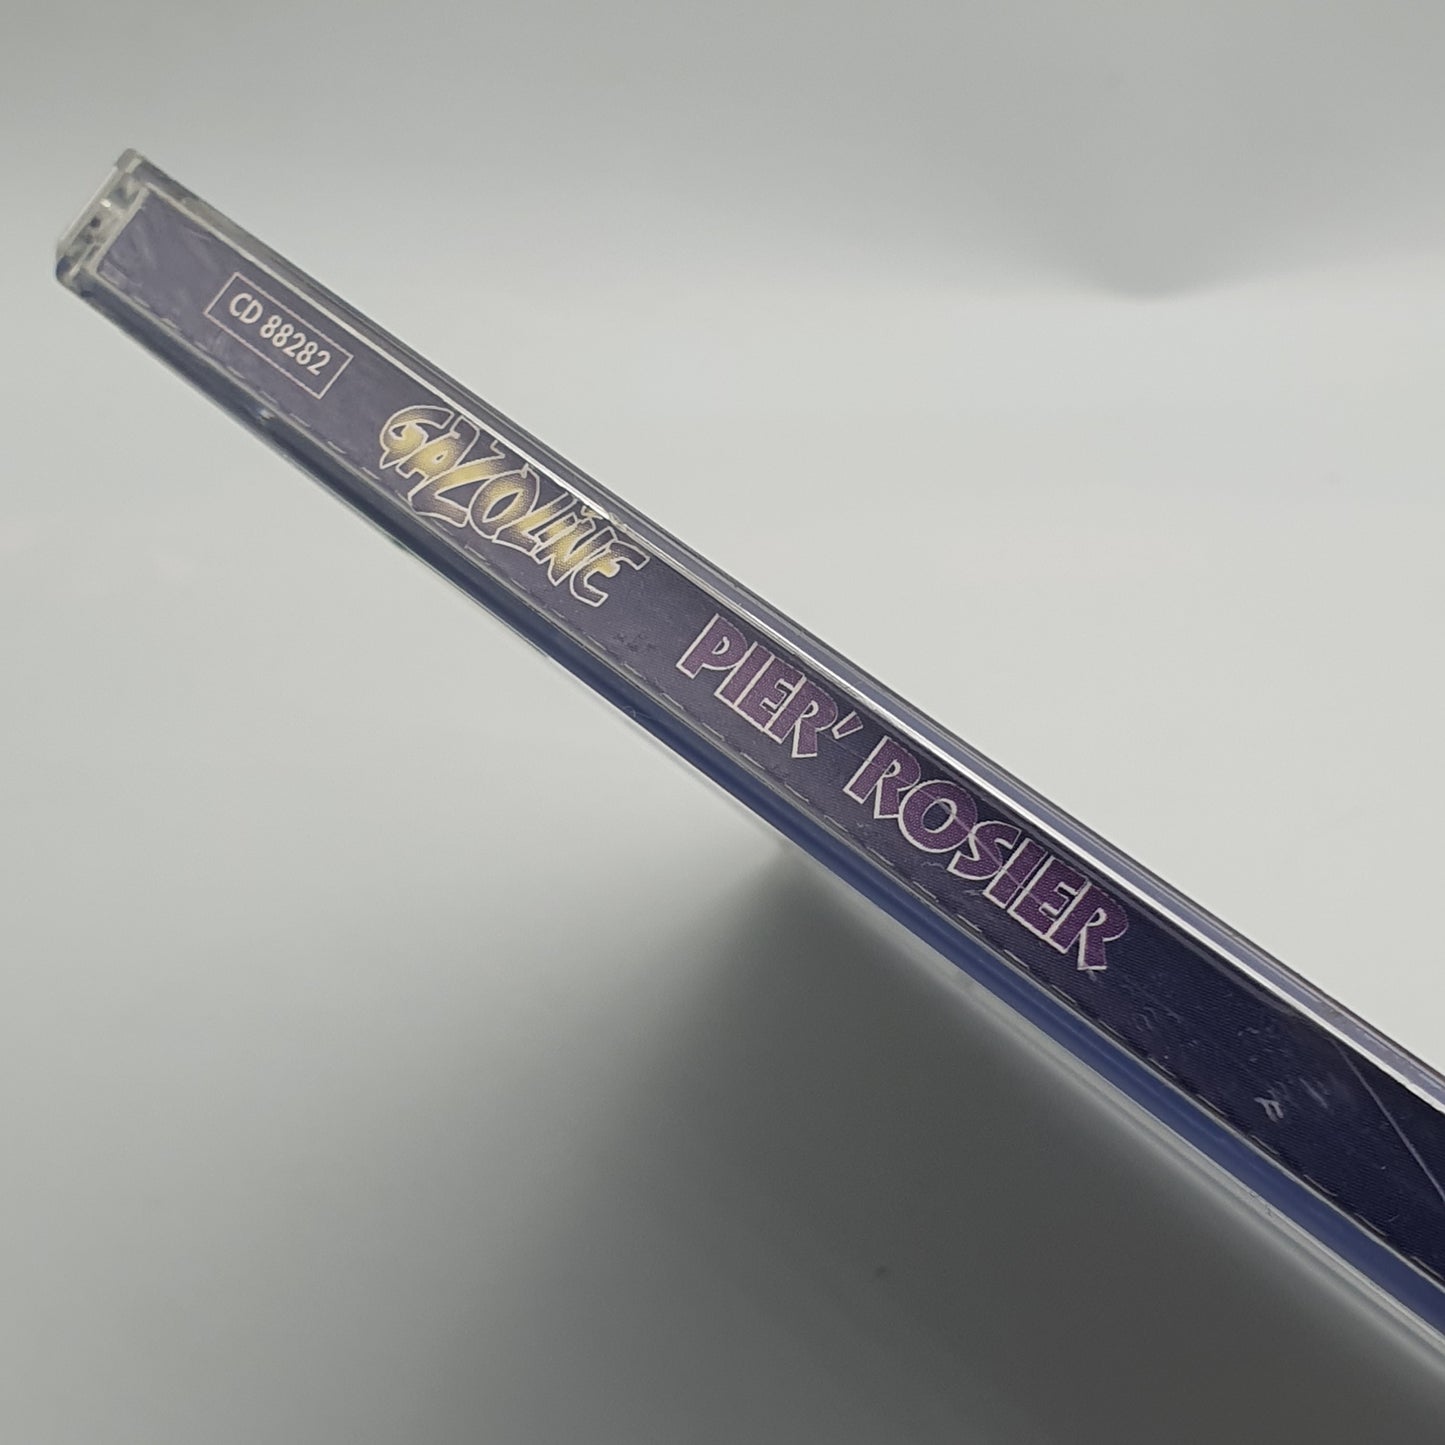 CD 88282
GAZOLINE
PIER' ROSIER